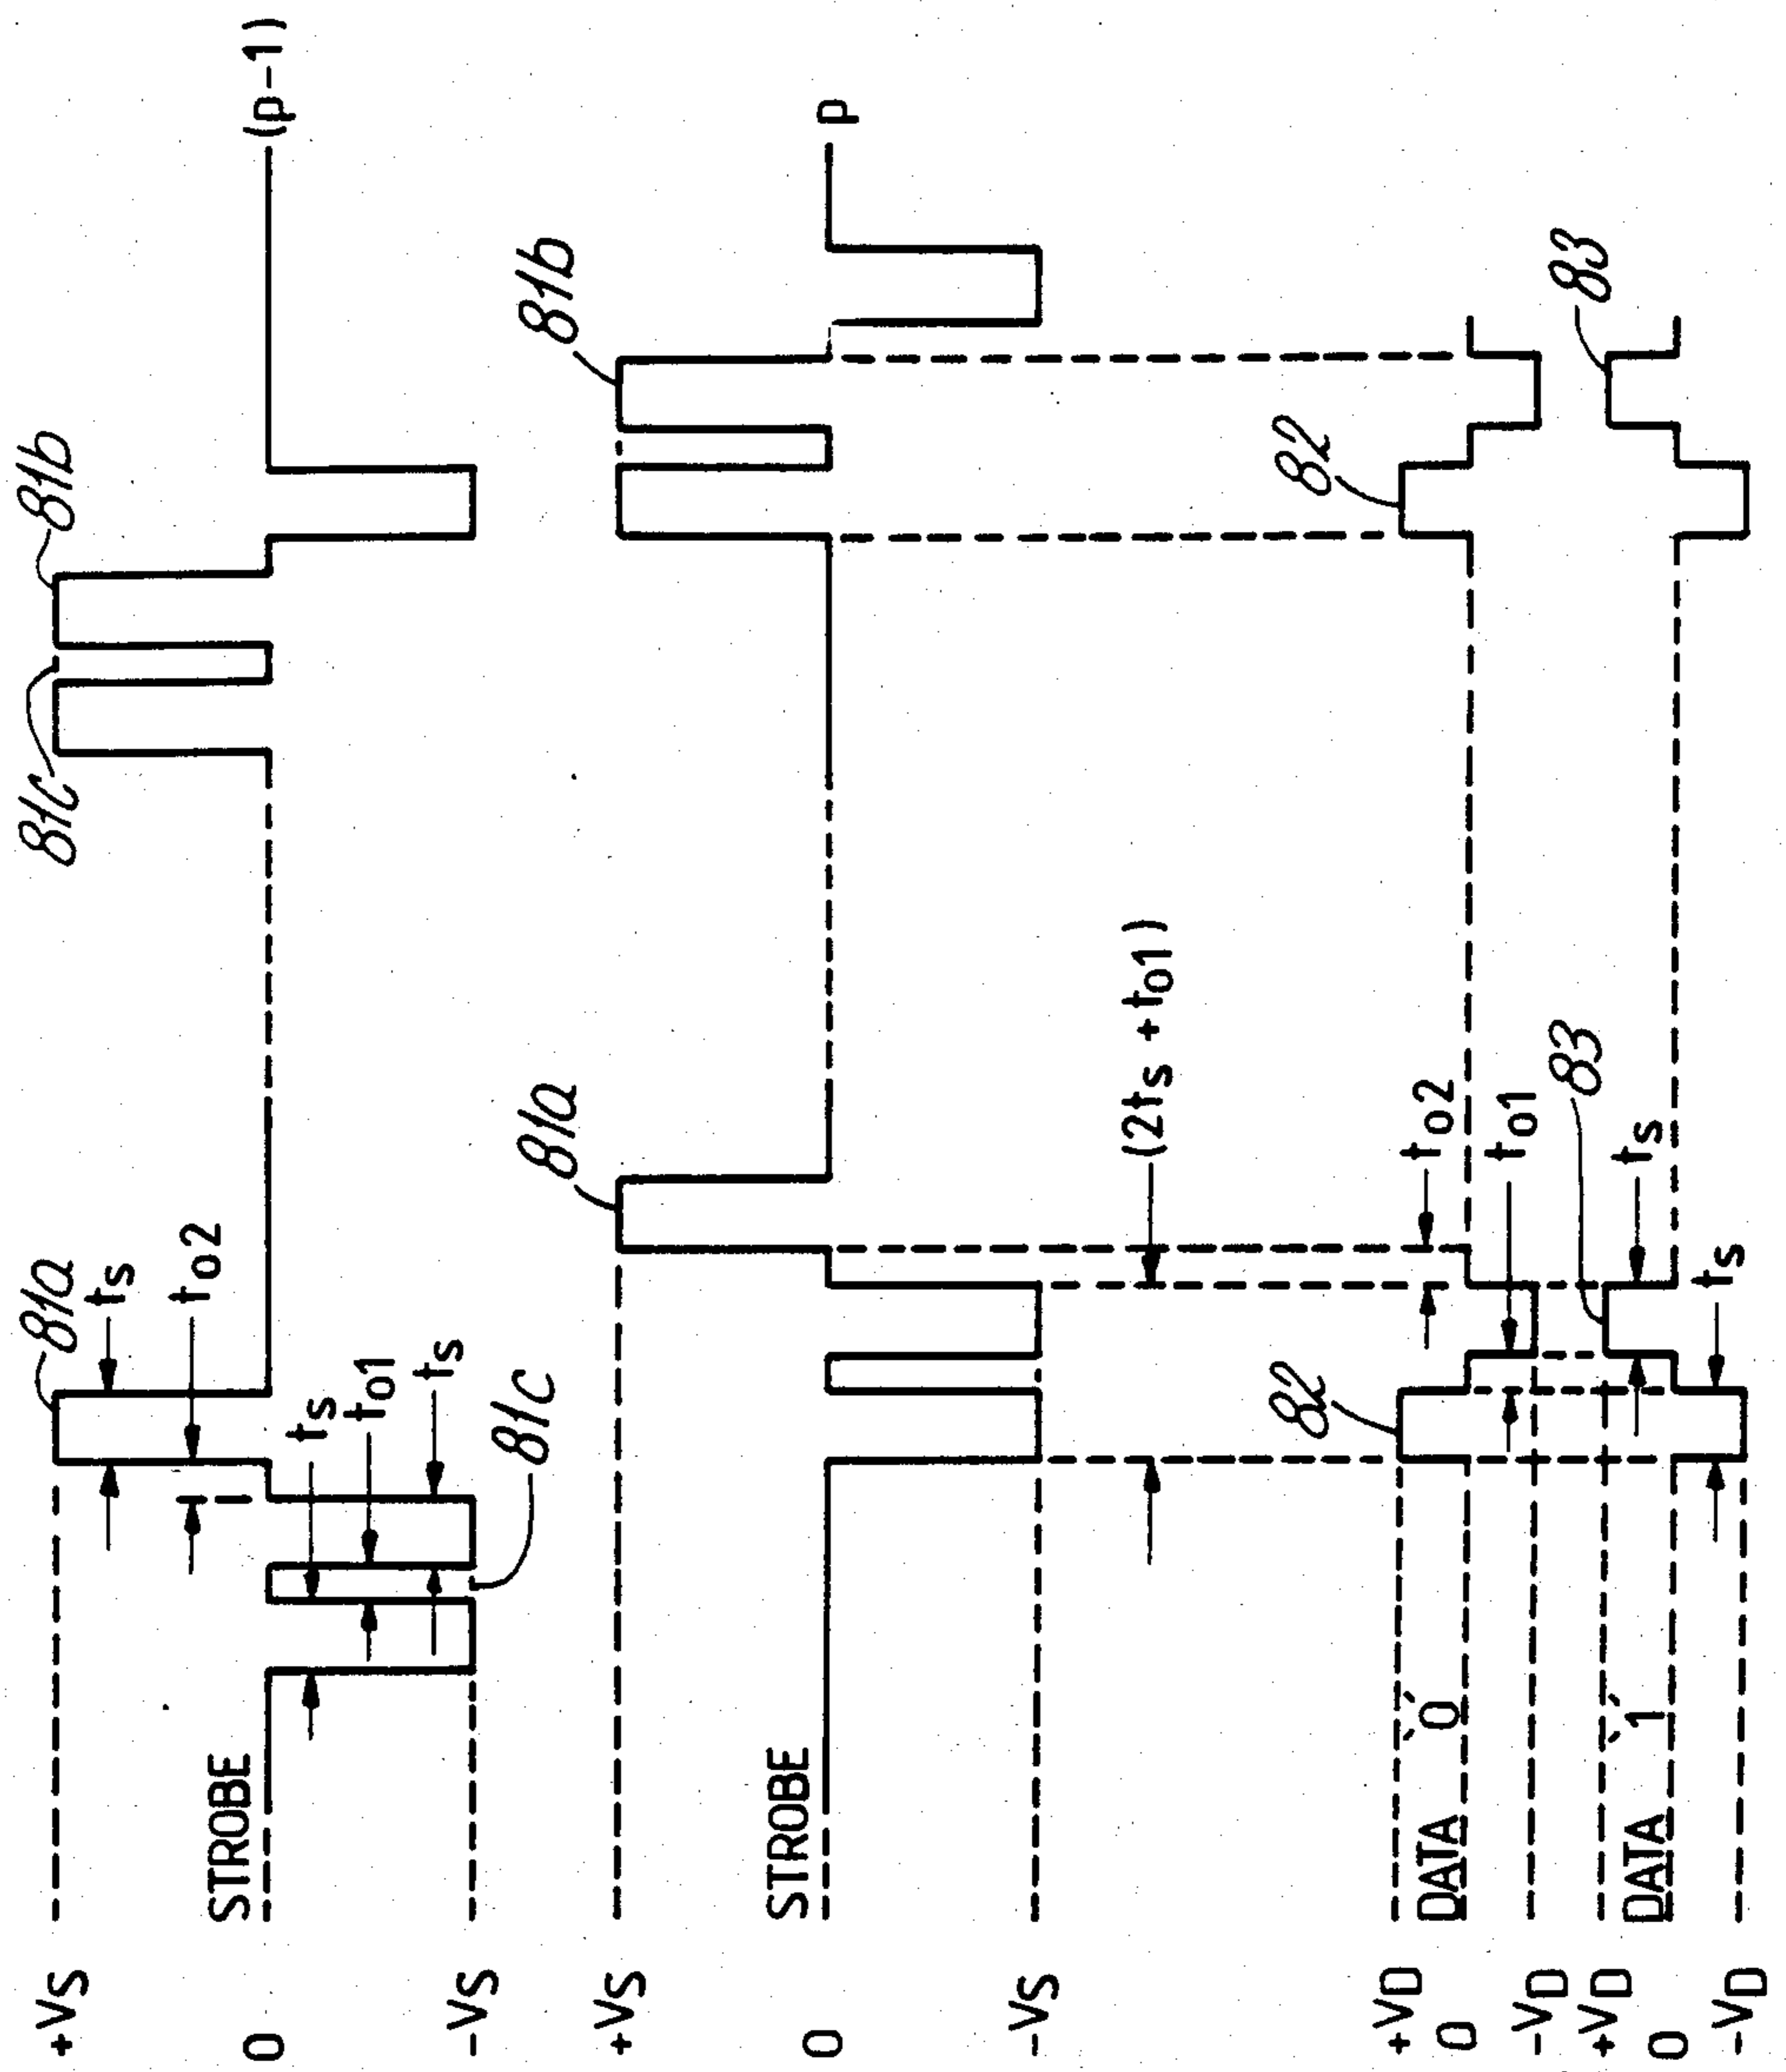 +VS
81a
tS
to2
81c
81b
STROBE
0
(p-1)
tS
to1
tS
81c
-VS
+VS
81a
81b
STROBE
0
p
-VS
(2tS + to1)
+VD
82
to2
82
DATA `0´
0
to1
-VD
+VD
83
83
DATA `1´
0
tS
tS
-VD